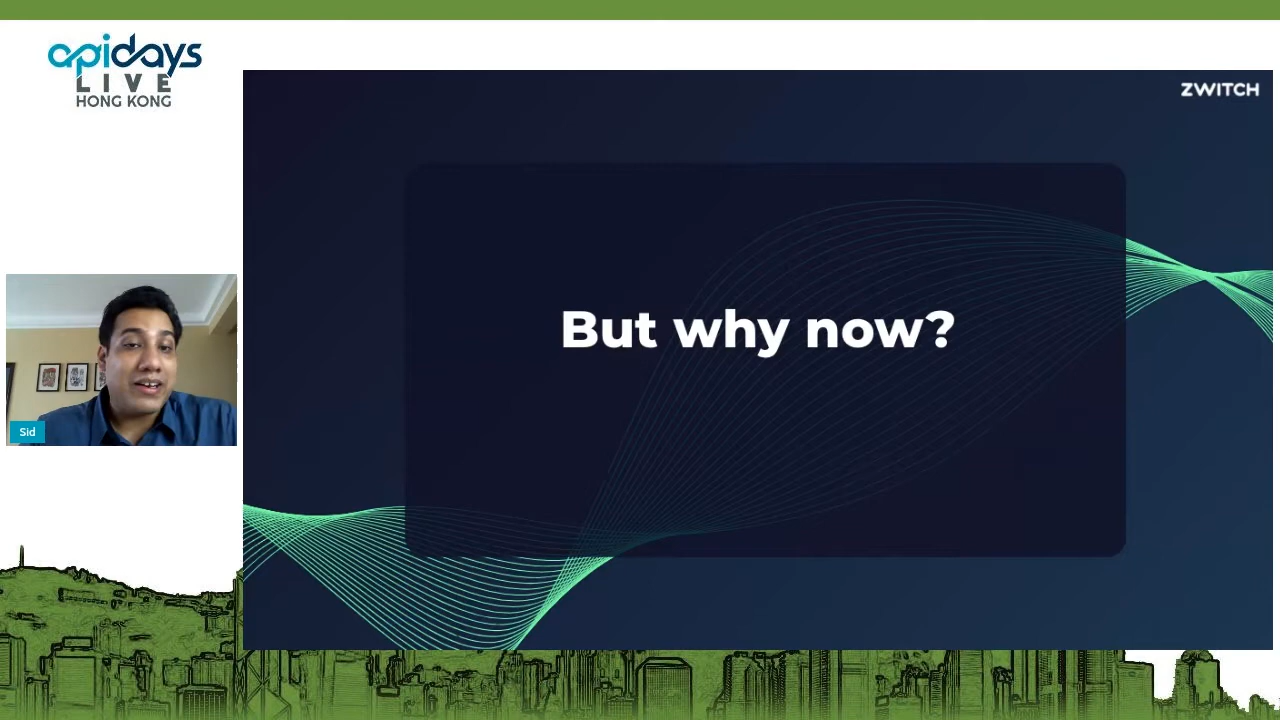 apidays
LIVE
HONG KONG
ZWITCH
But why now?
Sid